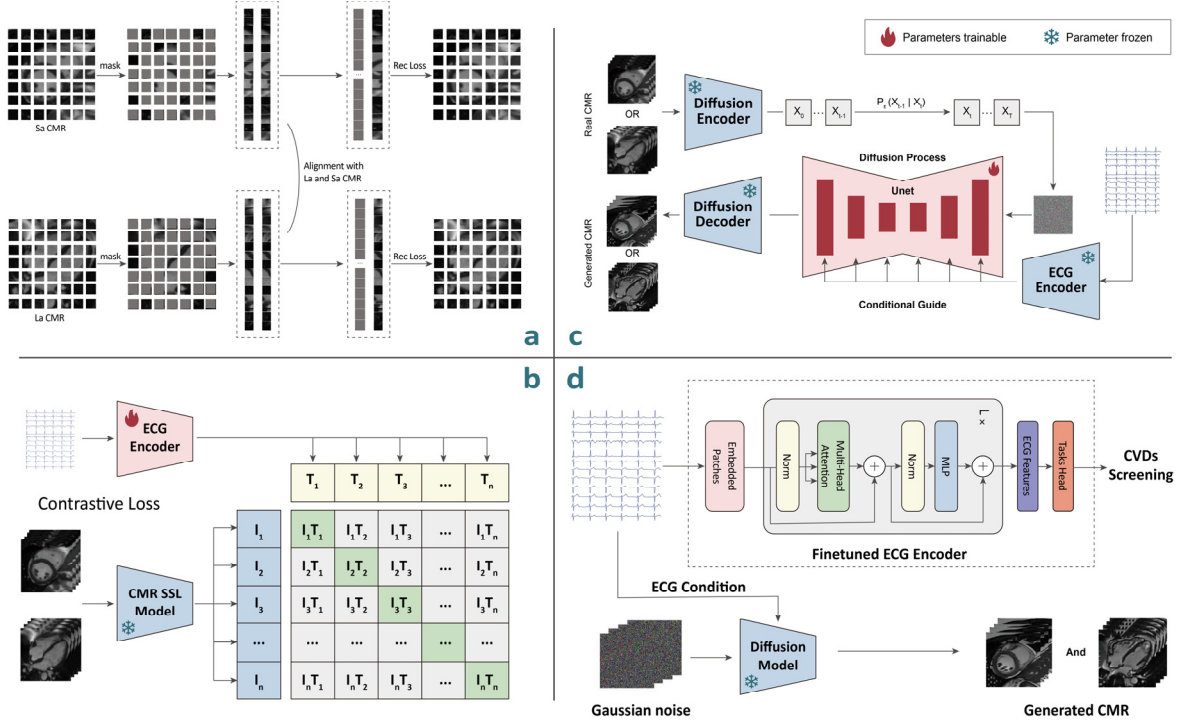 Sa CMR
mask
Rec Loss
Alignment with
La and Sa CMR
La CMR
mask
Rec Loss
a
Parameters trainable
Parameter frozen
Real CMR
OR
Diffusion
Encoder
X0 ... Xt-1
Pε (Xt-1 | Xt)
Xt ... XT
Diffusion Process
Unet
Generated CMR
OR
Diffusion
Decoder
ECG
Encoder
Conditional Guide
c
b
ECG
Encoder
Contrastive Loss
CMR SSL
Model
T1 T2 T3 ... Tn
I1 I1T1 I1T2 I1T3 ... I1Tn
I2 I2T1 I2T2 I2T3 ... I2Tn
I3 I3T1 I3T2 I3T3 ... I3Tn
... ... ... ... ... ...
In InT1 InT2 InT3 ... InTn
d
Embedded
Patches
Norm
Multi-Head
Attention
+
Norm
MLP
+
L ×
ECG Features
Tasks Head
CVDs
Screening
Finetuned ECG Encoder
ECG Condition
Gaussian noise
Diffusion
Model
And
Generated CMR